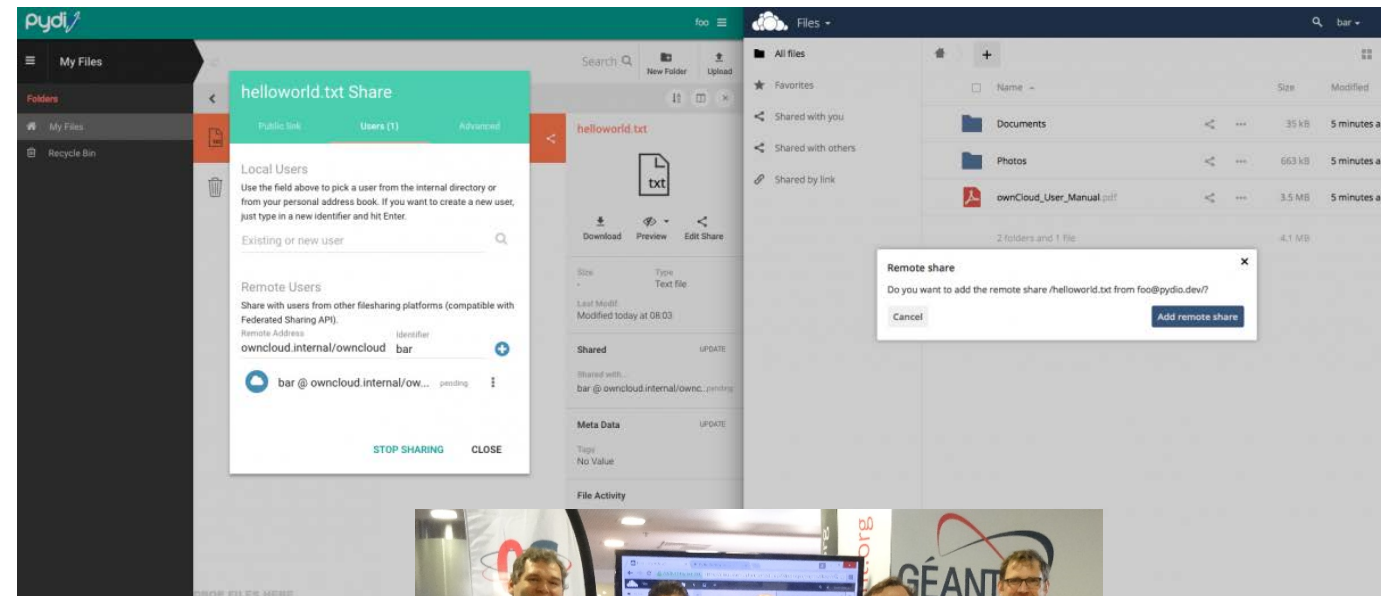 pydi
foo
My Files
Search
New Folder
Upload
Folders
My Files
Recycle Bin
helloworld.txt Share
Public link
Users (1)
Advanced
Local Users
Use the field above to pick a user from the internal directory or
from your personal address book. If you want to create a new user,
just type in a new identifier and hit Enter.
Existing or new user
Remote Users
Share with users from other filesharing platforms (compatible with
Federated Sharing API).
Remote Address
Identifier
owncloud.internal/owncloud
bar
bar @ owncloud.internal/ow...
pending
STOP SHARING
CLOSE
helloworld.txt
txt
Download
Preview
Edit Share
Size
Type
-
Text file
Last Modif.
Modified today at 08:03
Shared
UPDATE
Shared with...
bar @ owncloud.internal/ownc...
pending
Meta Data
UPDATE
Tags
No Value
File Activity
Files
bar
All files
Favorites
Shared with you
Shared with others
Shared by link
Name
Size
Modified
Documents
35 kB
5 minutes a
Photos
663 kB
5 minutes a
ownCloud_User_Manual.pdf
3.5 MB
5 minutes a
2 folders and 1 file
4.1 MB
Remote share
Do you want to add the remote share /helloworld.txt from foo@pydio.dev/?
Cancel
Add remote share
GÉANT